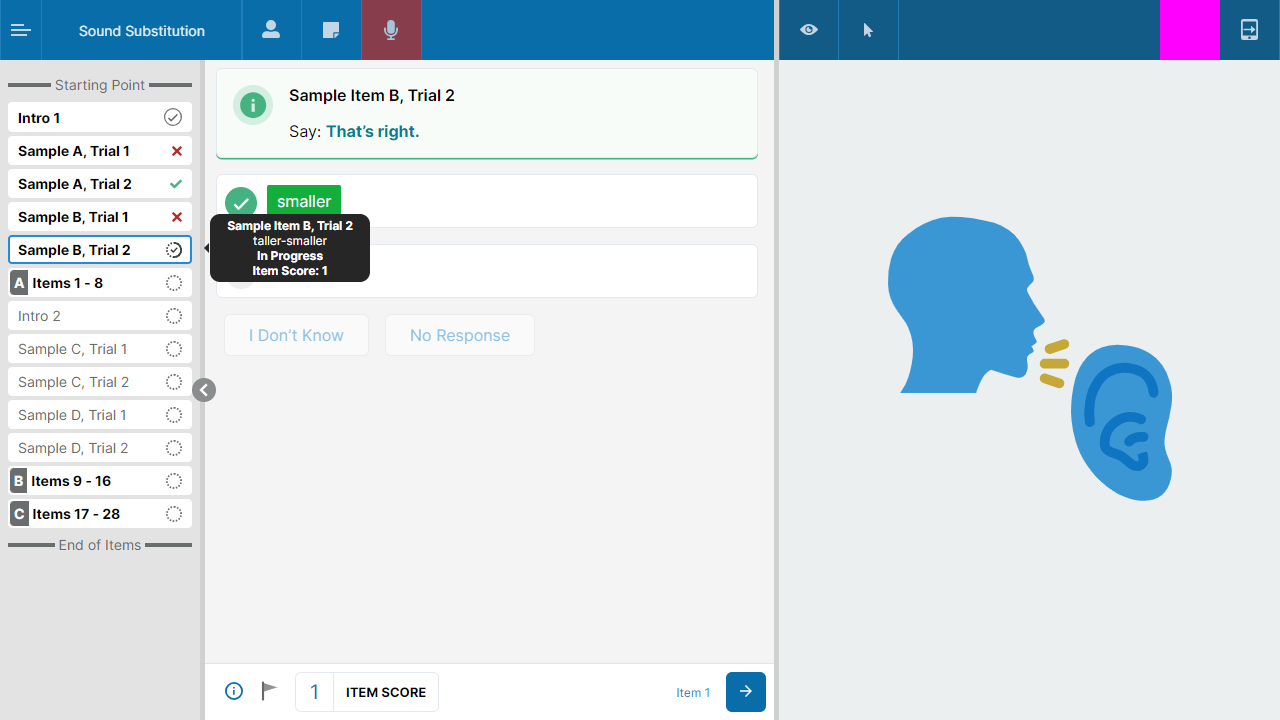 Sound Substitution
Starting Point
Intro 1
Sample A, Trial 1
Sample A, Trial 2
Sample B, Trial 1
Sample B, Trial 2
A Items 1 - 8
Intro 2
Sample C, Trial 1
Sample C, Trial 2
Sample D, Trial 1
Sample D, Trial 2
B Items 9 - 16
C Items 17 - 28
End of Items
Sample Item B, Trial 2
Say: That’s right.
smaller
Sample Item B, Trial 2
taller-smaller
In Progress
Item Score: 1
I Don’t Know
No Response
1 ITEM SCORE
Item 1